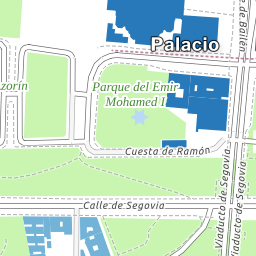 Palacio
de Bailén
zorín
Parque del Emir
Mohamed I
Cuesta de Ramón
Calle de Segovia
Viaducto de Segovia
Viaducto de Segovia